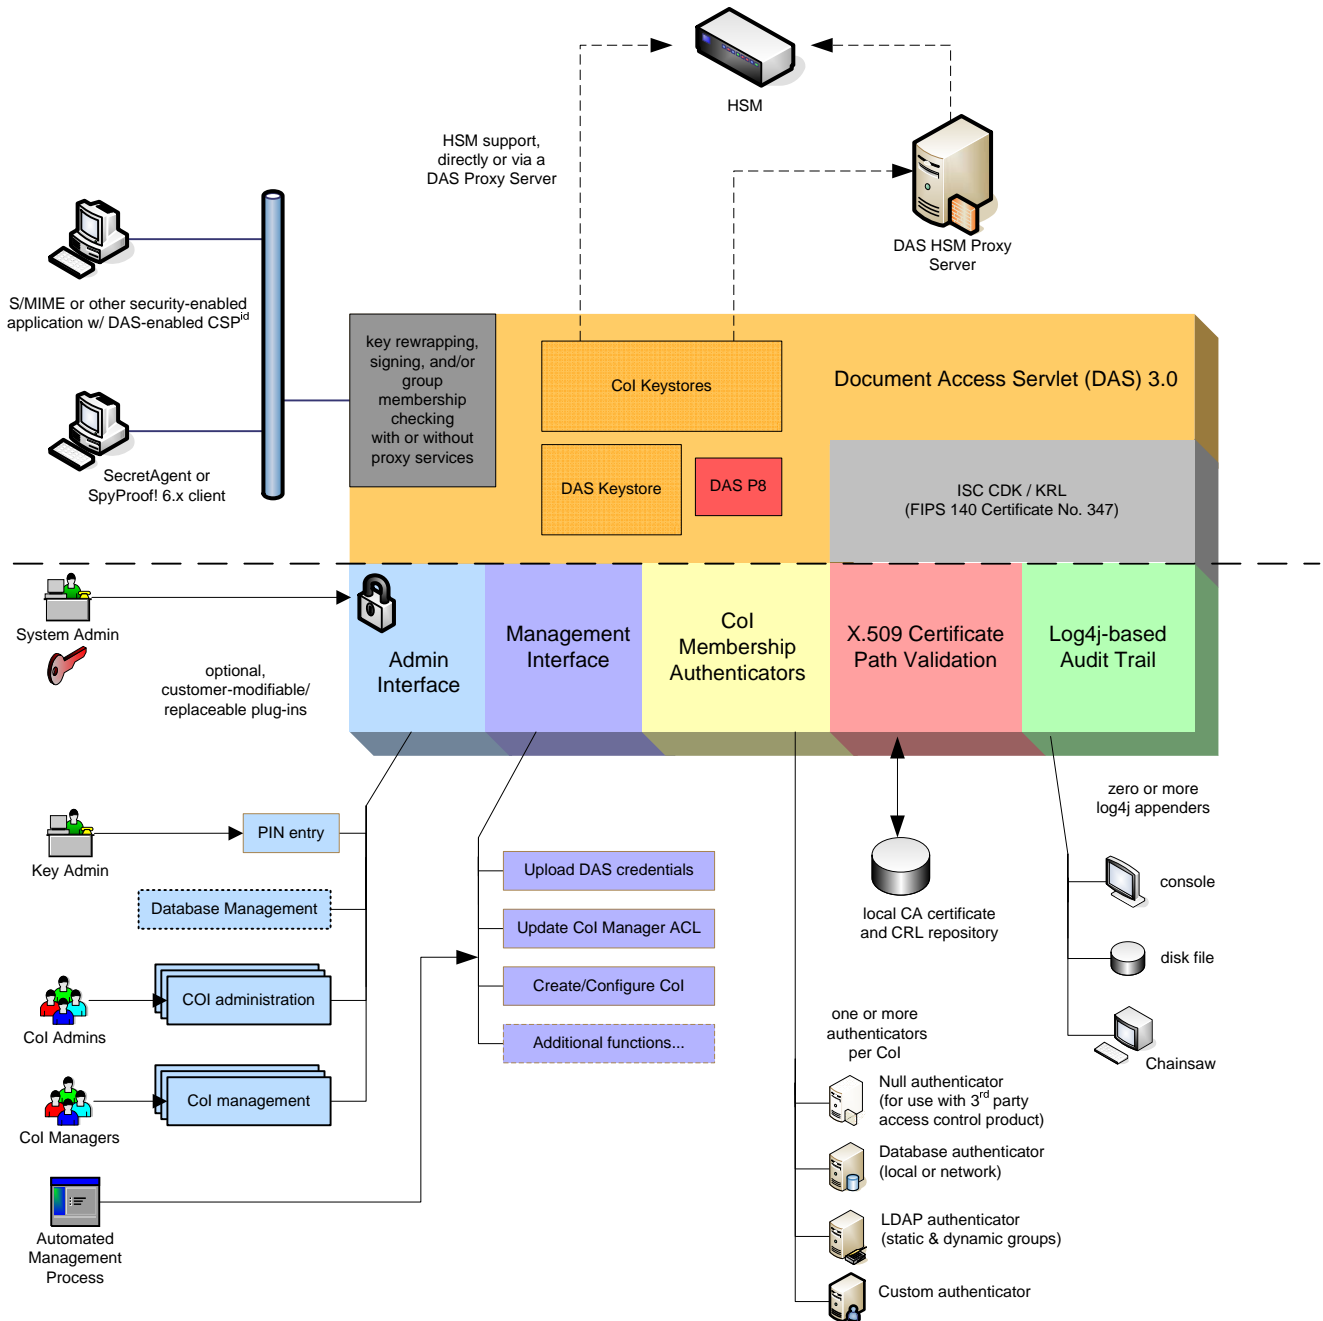 HSM
HSM support,
directly or via a
DAS Proxy Server
DAS HSM Proxy
Server
S/MIME or other security-enabled
application w/ DAS-enabled CSPid
SecretAgent or
SpyProof! 6.x client
key rewrapping,
signing, and/or
group
membership
checking
with or without
proxy services
CoI Keystores
Document Access Servlet (DAS) 3.0
DAS Keystore
DAS P8
ISC CDK / KRL
(FIPS 140 Certificate No. 347)
System Admin
optional,
customer-modifiable/
replaceable plug-ins
Admin
Interface
Management
Interface
CoI
Membership
Authenticators
X.509 Certificate
Path Validation
Log4j-based
Audit Trail
Key Admin
PIN entry
Database Management
CoI Admins
COI administration
CoI Managers
CoI management
Automated
Management
Process
Upload DAS credentials
Update CoI Manager ACL
Create/Configure CoI
Additional functions...
local CA certificate
and CRL repository
zero or more
log4j appenders
console
disk file
Chainsaw
one or more
authenticators
per CoI
Null authenticator
(for use with 3rd party
access control product)
Database authenticator
(local or network)
LDAP authenticator
(static & dynamic groups)
Custom authenticator